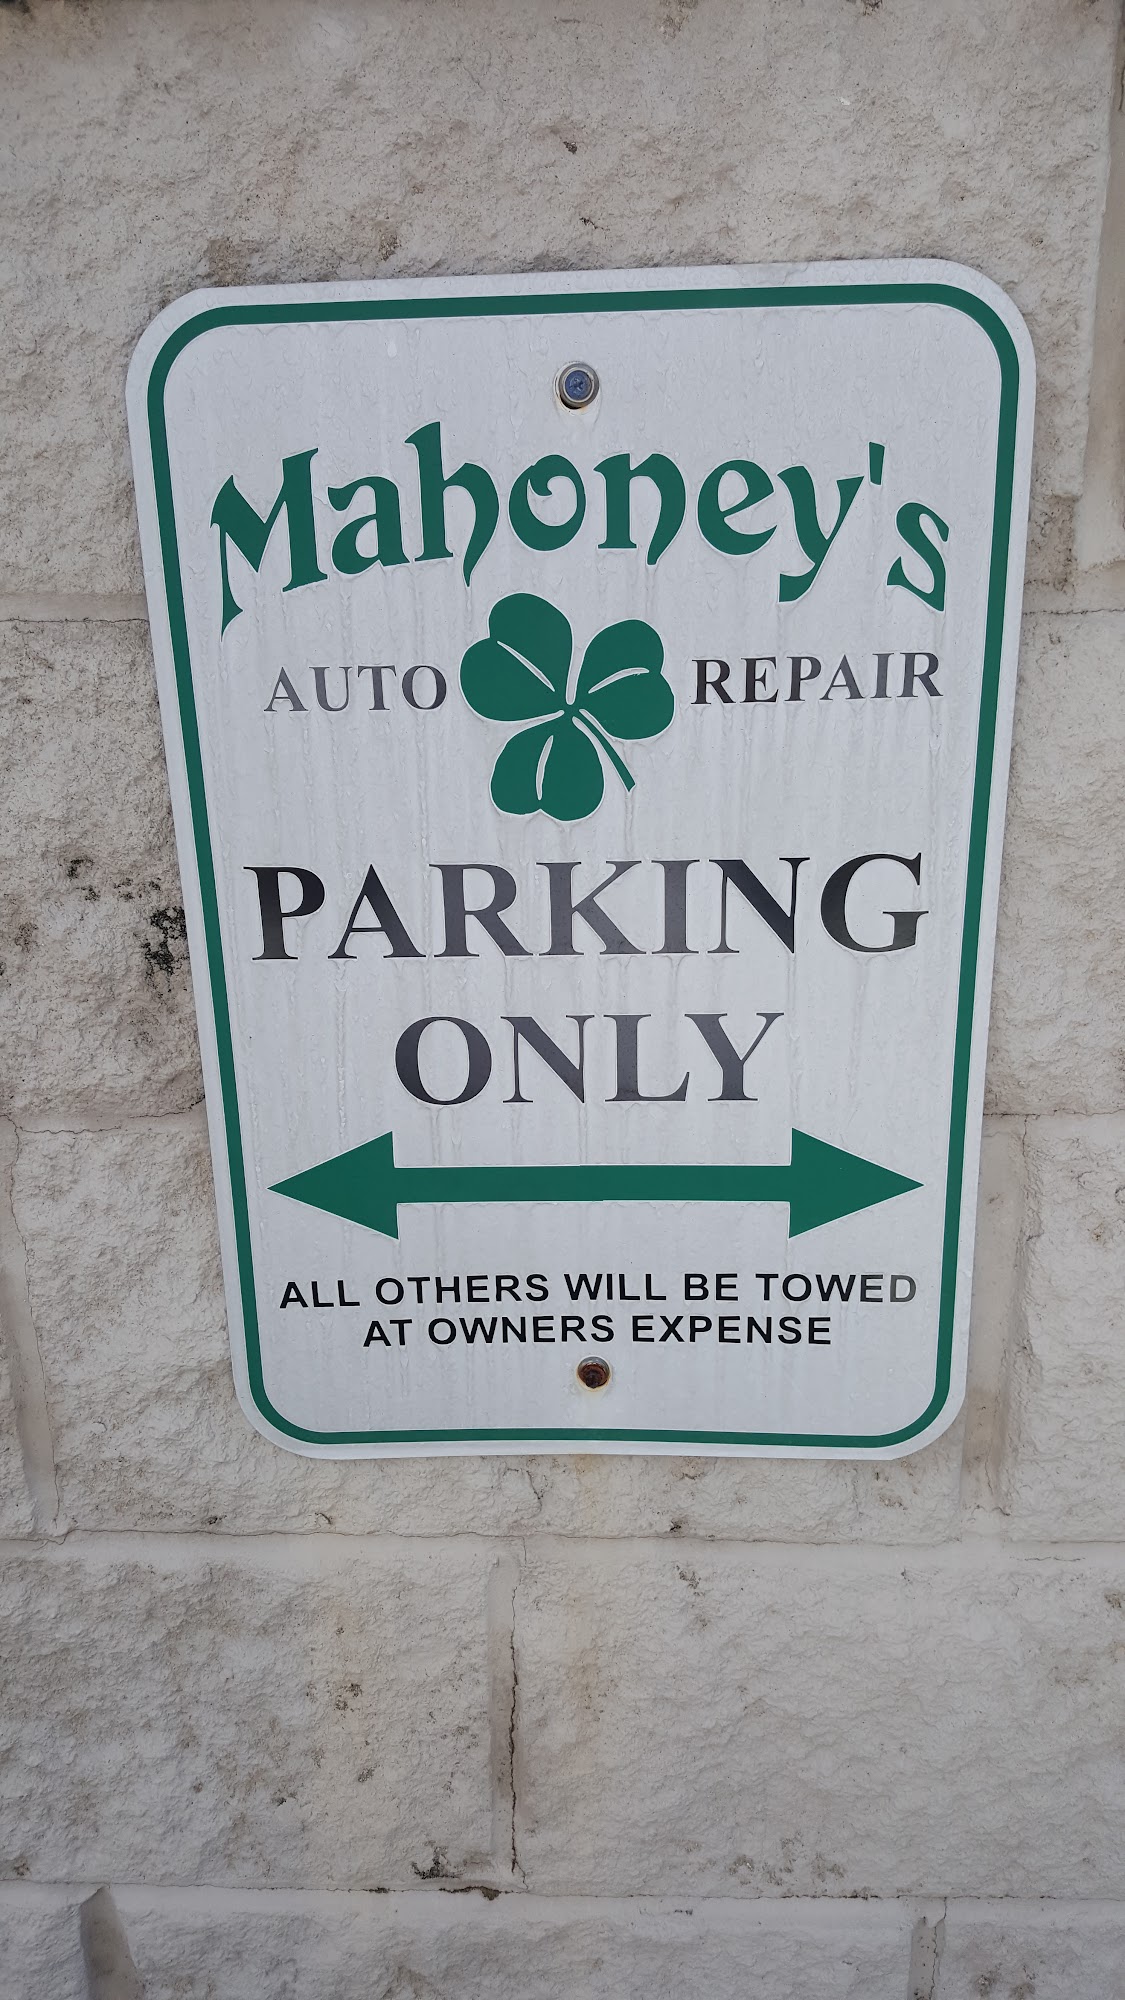 Mahoney's
AUTO REPAIR
PARKING
ONLY
ALL OTHERS WILL BE TOWED
AT OWNERS EXPENSE